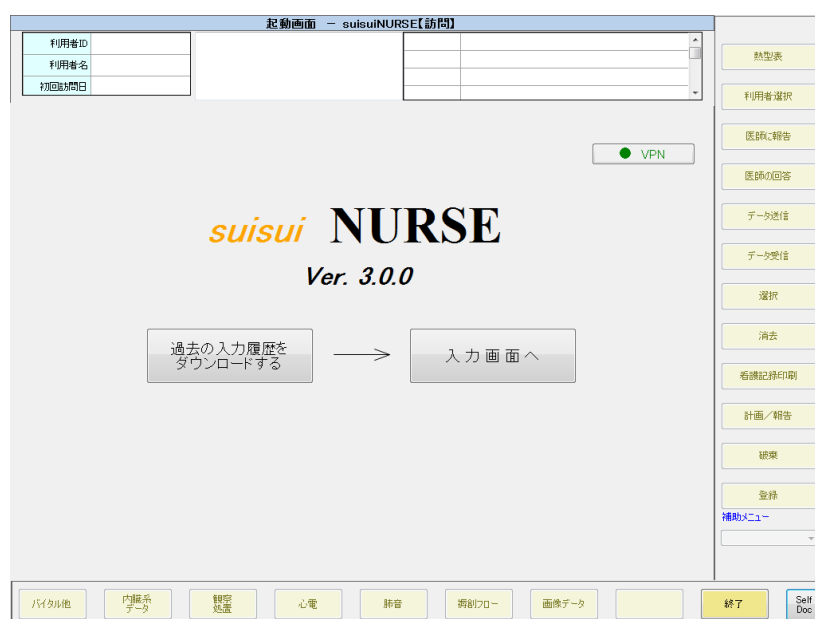 起動画面 － suisuiNURSE【訪問】
利用者ID
利用者名
初回訪問日
VPN
suisui NURSE
Ver. 3.0.0
過去の入力履歴を
ダウンロードする
入 力 画 面 へ
熱型表
利用者選択
医師に報告
医師の回答
データ送信
データ受信
選択
消去
看護記録印刷
計画／報告
破棄
登録
補助メニュー
バイタル他
内臓系
データ
観察
処置
心電
肺音
褥創フロー
画像データ
終了
Self
Doc